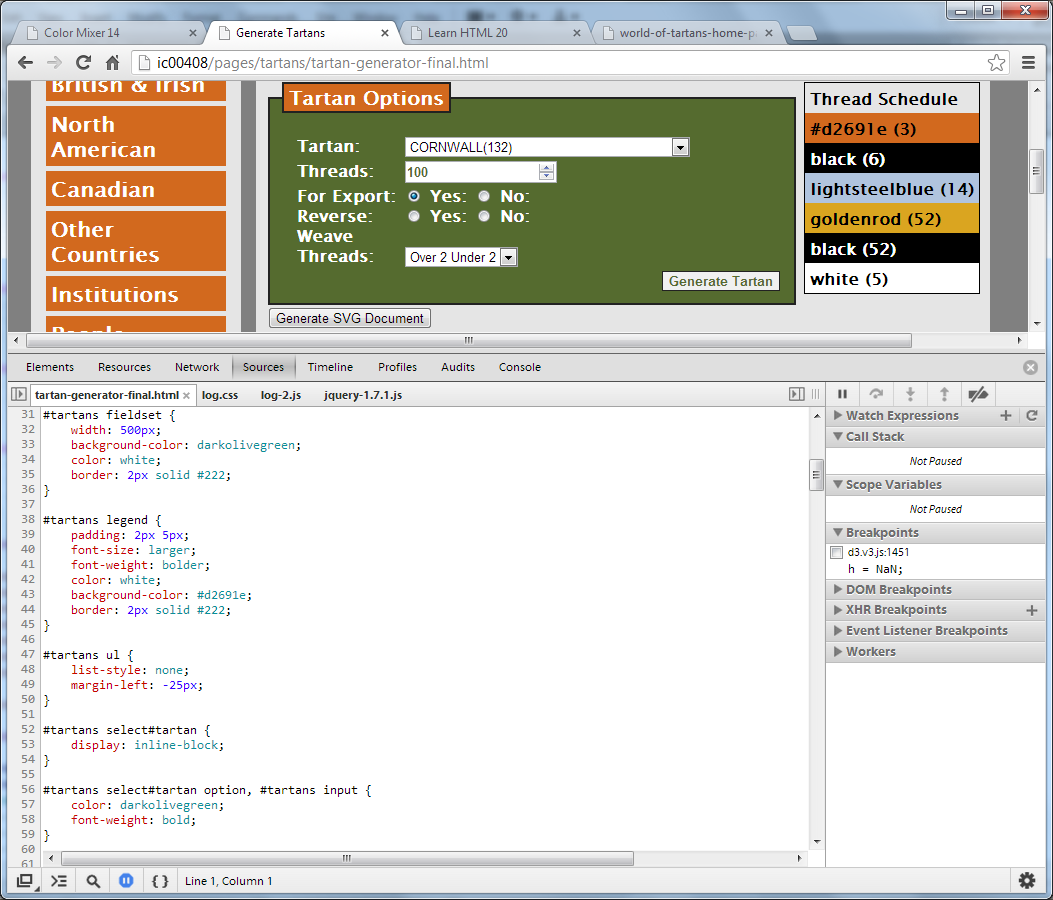 Color Mixer 14
Generate Tartans
Learn HTML 20
world-of-tartans-home-p
ic00408/pages/tartans/tartan-generator-final.html
British & Irish
North
American
Canadian
Other
Countries
Institutions
People
Tartan Options
Tartan:
CORNWALL(132)
Threads:
100
For Export:
Yes:
No:
Reverse:
Yes:
No:
Weave
Threads:
Over 2 Under 2
Generate Tartan
Generate SVG Document
Thread Schedule
#d2691e (3)
black (6)
lightsteelblue (14)
goldenrod (52)
black (52)
white (5)
Elements Resources Network Sources Timeline Profiles Audits Console
tartan-generator-final.html log.css log-2.js jquery-1.7.1.js
31 #tartans fieldset {
32 width: 500px;
33 background-color: darkolivegreen;
34 color: white;
35 border: 2px solid #222;
36 }
37
38 #tartans legend {
39 padding: 2px 5px;
40 font-size: larger;
41 font-weight: bolder;
42 color: white;
43 background-color: #d2691e;
44 border: 2px solid #222;
45 }
46
47 #tartans ul {
48 list-style: none;
49 margin-left: -25px;
50 }
51
52 #tartans select#tartan {
53 display: inline-block;
54 }
55
56 #tartans select#tartan option, #tartans input {
57 color: darkolivegreen;
58 font-weight: bold;
59 }
60
61
Watch Expressions
Call Stack
Not Paused
Scope Variables
Not Paused
Breakpoints
d3.v3.js:1451
h = NaN;
DOM Breakpoints
XHR Breakpoints
Event Listener Breakpoints
Workers
{ }
Line 1, Column 1